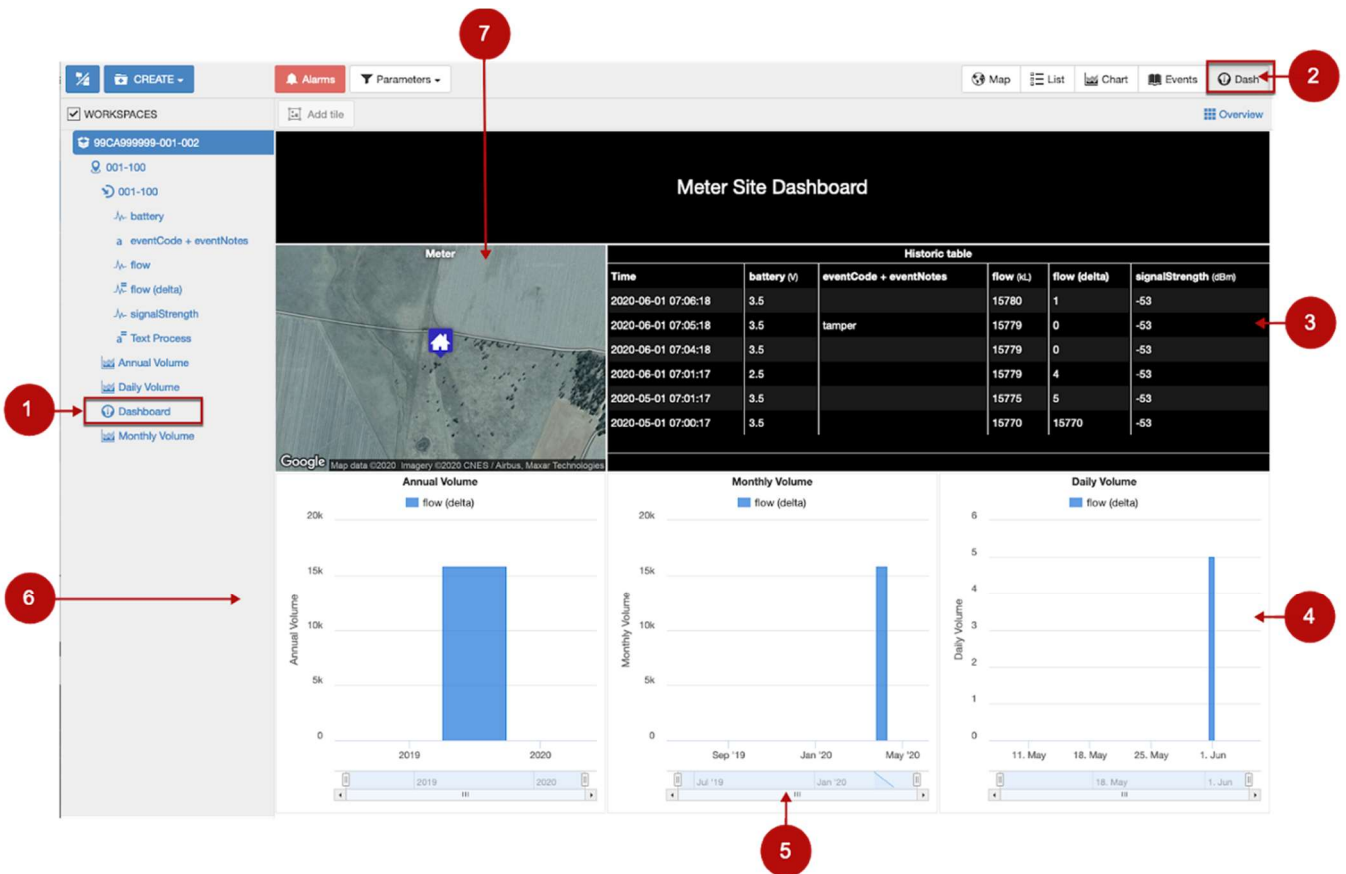 7
CREATE
Alarms
Parameters
Map
List
Chart
Events
Dash
2
WORKSPACES
Add tile
Overview
99CA999999-001-002
001-100
001-100
battery
a eventCode + eventNotes
flow
flow (delta)
signalStrength
a Text Process
Annual Volume
Daily Volume
1
Dashboard
Monthly Volume
6
Meter Site Dashboard
Meter
Google Map data ©2020 Imagery ©2020 CNES / Airbus, Maxar Technologies
Historic table
Time battery (V) eventCode + eventNotes flow (kL) flow (delta) signalStrength (dBm)
2020-06-01 07:06:18 3.5 15780 1 -53
2020-06-01 07:05:18 3.5 tamper 15779 0 -53
3
2020-06-01 07:04:18 3.5 15779 0 -53
2020-06-01 07:01:17 2.5 15779 4 -53
2020-05-01 07:01:17 3.5 15775 5 -53
2020-05-01 07:00:17 3.5 15770 15770 -53
Annual Volume
flow (delta)
20k
15k
10k
5k
0
Annual Volume
2019 2020
2019 2020
Monthly Volume
flow (delta)
20k
15k
10k
5k
0
Monthly Volume
Sep '19 Jan '20 May '20
Jul '19 Jan '20
5
Daily Volume
flow (delta)
6
5
4
3
2
1
0
Daily Volume
11. May 18. May 25. May 1. Jun
18. May 1. Jun
4